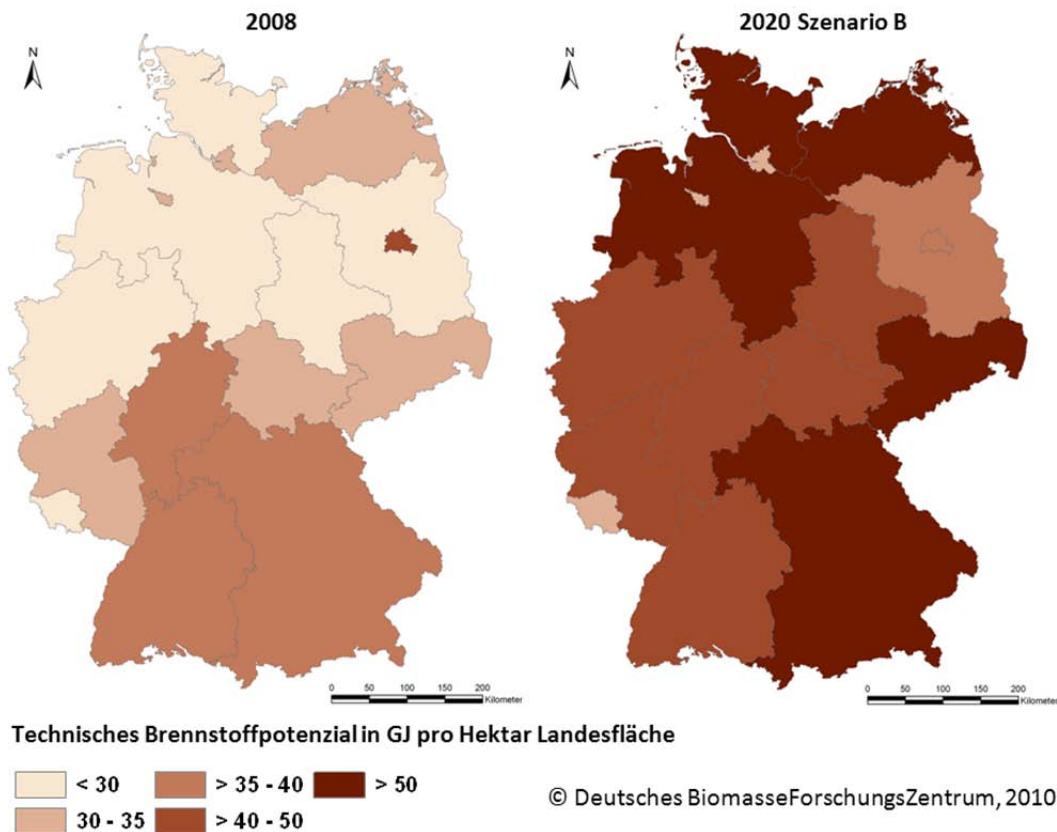 2008
2020 Szenario B
N
N
0 50 100 150 200
Kilometer
0 50 100 150 200
Kilometer
Technisches Brennstoffpotenzial in GJ pro Hektar Landesfläche
< 30
> 35 - 40
> 50
30 - 35
> 40 - 50
© Deutsches BiomasseForschungsZentrum, 2010